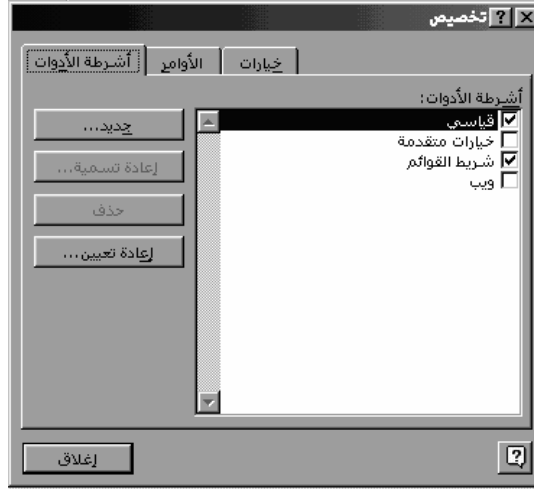 تخصيص
أشرطة الأدوات
الأوامر
خيارات
أشرطة الأدوات:
قياسي
خيارات متقدمة
شريط القوائم
ويب
جديد...
إعادة تسمية...
حذف
إعادة تعيين...
إغلاق